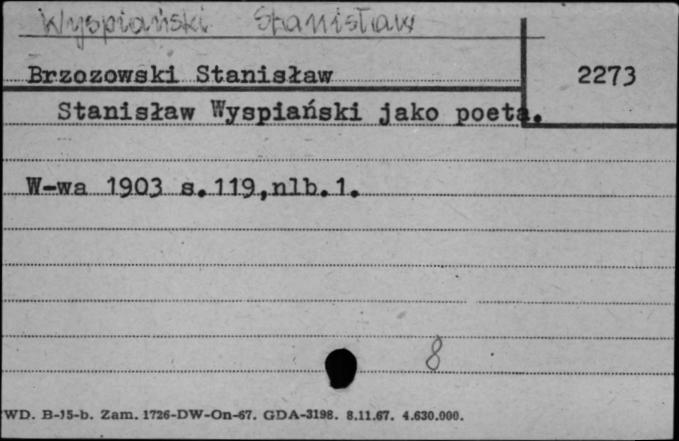 Wyspiański Stanisław
Brzozowski Stanisław 2273
Stanisław Wyspiański jako poeta.
W-wa 1903 s.119,nlb.1.
8
WD. B-15-b. Zam. 1726-DW-On-67. GDA-3198. 8.11.67. 4.630.000.